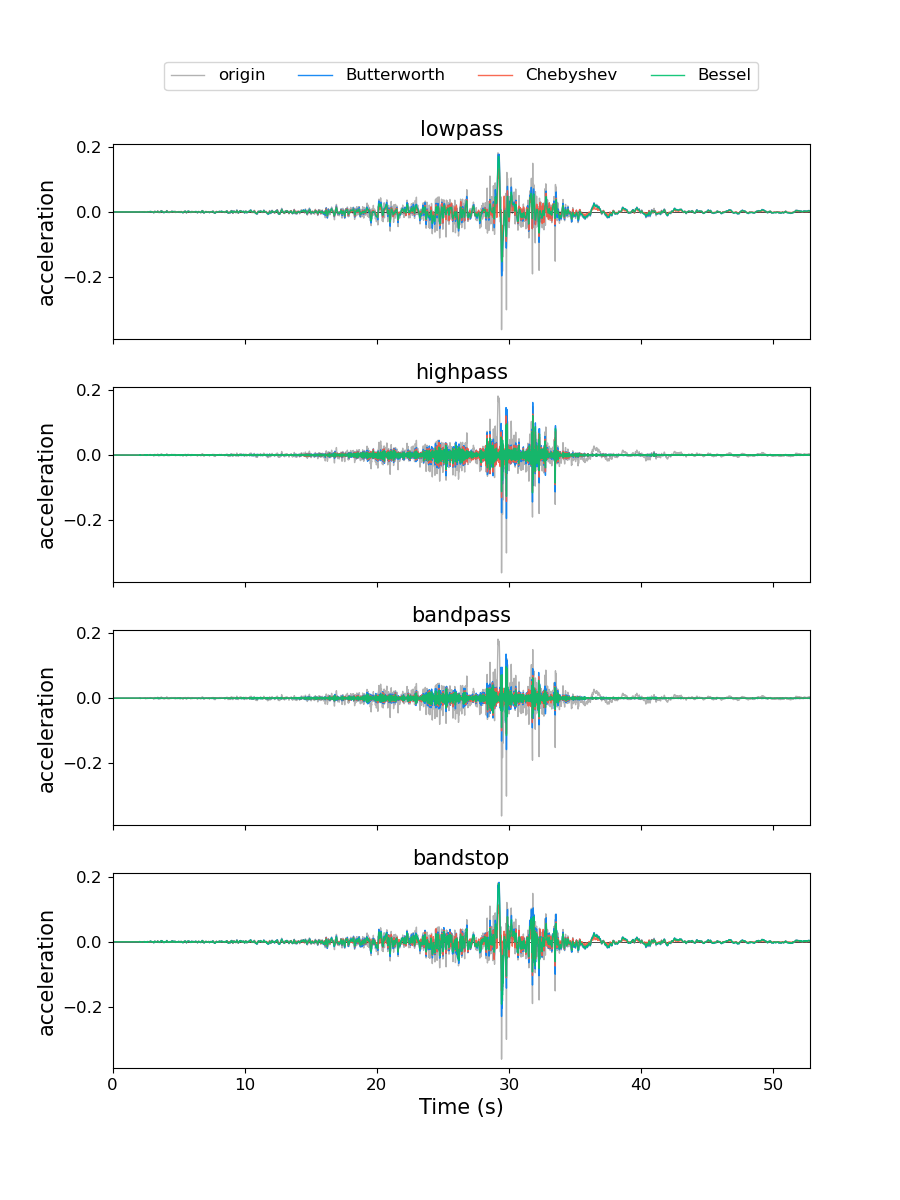 origin Butterworth Chebyshev Bessel
lowpass
0.2
0.0
−0.2
acceleration
highpass
0.2
0.0
−0.2
acceleration
bandpass
0.2
0.0
−0.2
acceleration
bandstop
0.2
0.0
−0.2
acceleration
0 10 20 30 40 50
Time (s)